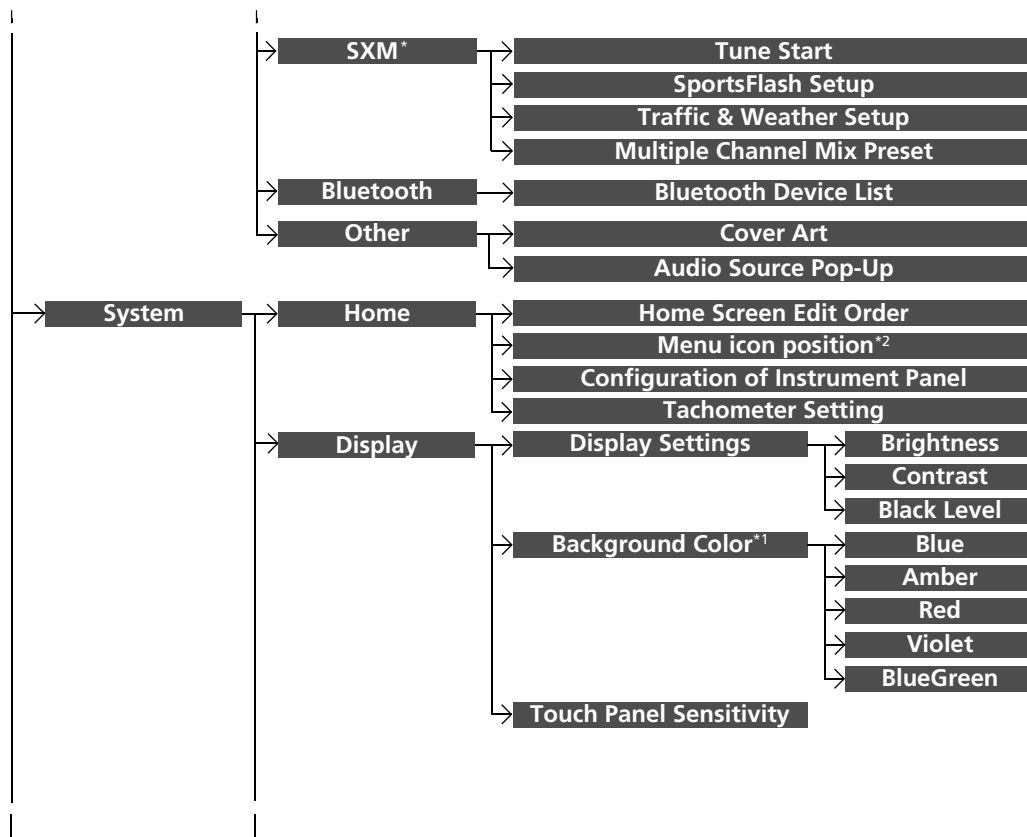 SXM*
Tune Start
SportsFlash Setup
Traffic & Weather Setup
Multiple Channel Mix Preset
Bluetooth
Bluetooth Device List
Other
Cover Art
Audio Source Pop-Up
System
Home
Home Screen Edit Order
Menu icon position*2
Configuration of Instrument Panel
Tachometer Setting
Display
Display Settings
Brightness
Contrast
Black Level
Background Color*1
Blue
Amber
Red
Violet
BlueGreen
Touch Panel Sensitivity